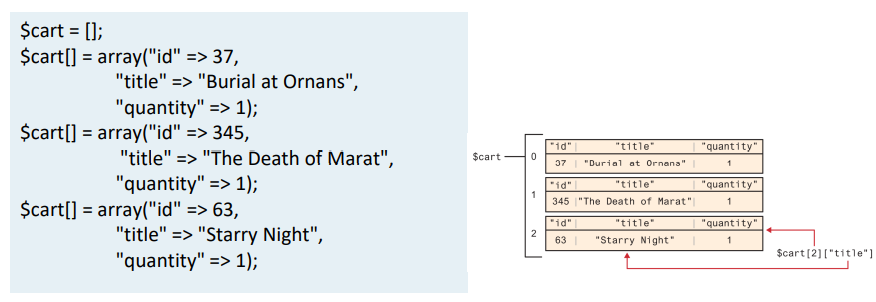 $cart = [];
$cart[] = array("id" => 37,
"title" => "Burial at Ornans",
"quantity" => 1);
$cart[] = array("id" => 345,
"title" => "The Death of Marat",
"quantity" => 1);
$cart[] = array("id" => 63,
"title" => "Starry Night",
"quantity" => 1);
$cart
0
"id" "title" "quantity"
37 "Burial at Ornans" 1
1
"id" "title" "quantity"
345 "The Death of Marat" 1
2
"id" "title" "quantity"
63 "Starry Night" 1
$cart[2]["title"]